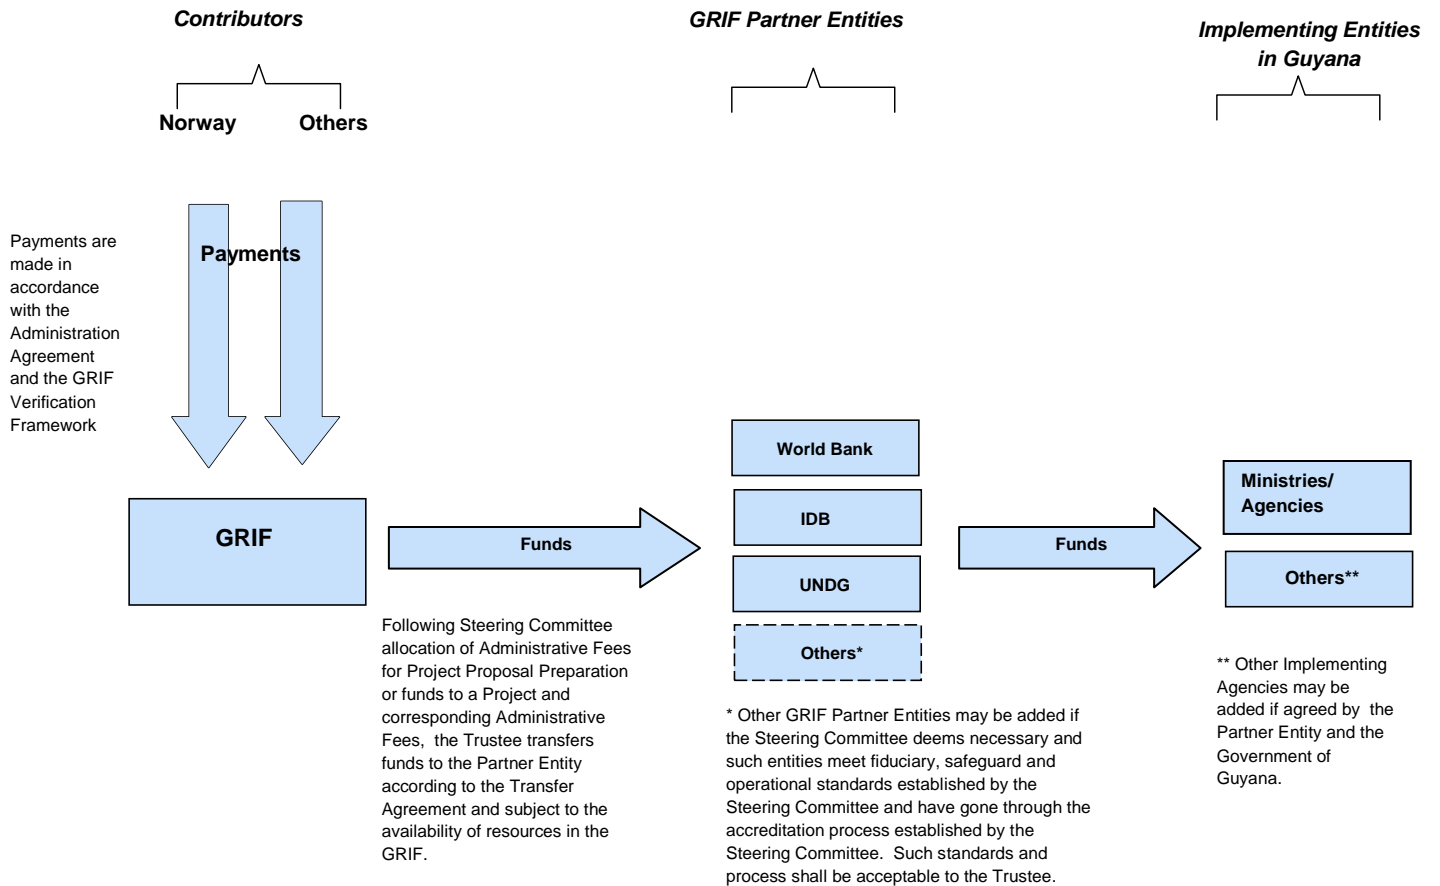 Contributors
GRIF Partner Entities
Implementing Entities
in Guyana
Norway
Others
Payments are
made in
accordance
with the
Administration
Agreement
and the GRIF
Verification
Framework
Payments
GRIF
Funds
Following Steering Committee
allocation of Administrative Fees
for Project Proposal Preparation
or funds to a Project and
corresponding Administrative
Fees,  the Trustee transfers
funds to the Partner Entity
according to the Transfer
Agreement and subject to the
availability of resources in the
GRIF.
World Bank
IDB
UNDG
Others*
* Other GRIF Partner Entities may be added if
the Steering Committee deems necessary and
such entities meet fiduciary, safeguard and
operational standards established by the
Steering Committee and have gone through the
accreditation process established by the
Steering Committee.  Such standards and
process shall be acceptable to the Trustee.
Funds
Ministries/
Agencies
Others**
** Other Implementing
Agencies may be
added if agreed by  the
Partner Entity and the
Government of
Guyana.